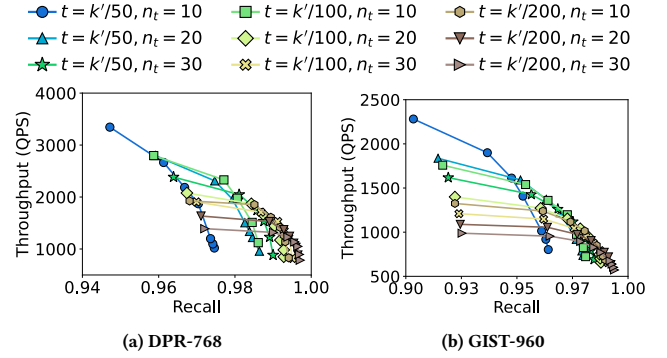 t = k′/50, n_t = 10 t = k′/100, n_t = 10 t = k′/200, n_t = 10
t = k′/50, n_t = 20 t = k′/100, n_t = 20 t = k′/200, n_t = 20
t = k′/50, n_t = 30 t = k′/100, n_t = 30 t = k′/200, n_t = 30
Throughput (QPS)
4000
3000
2000
1000
0.94 0.96 0.98 1.00
Recall
(a) DPR-768
Throughput (QPS)
2500
2000
1500
1000
500
0.90 0.93 0.95 0.97 1.00
Recall
(b) GIST-960